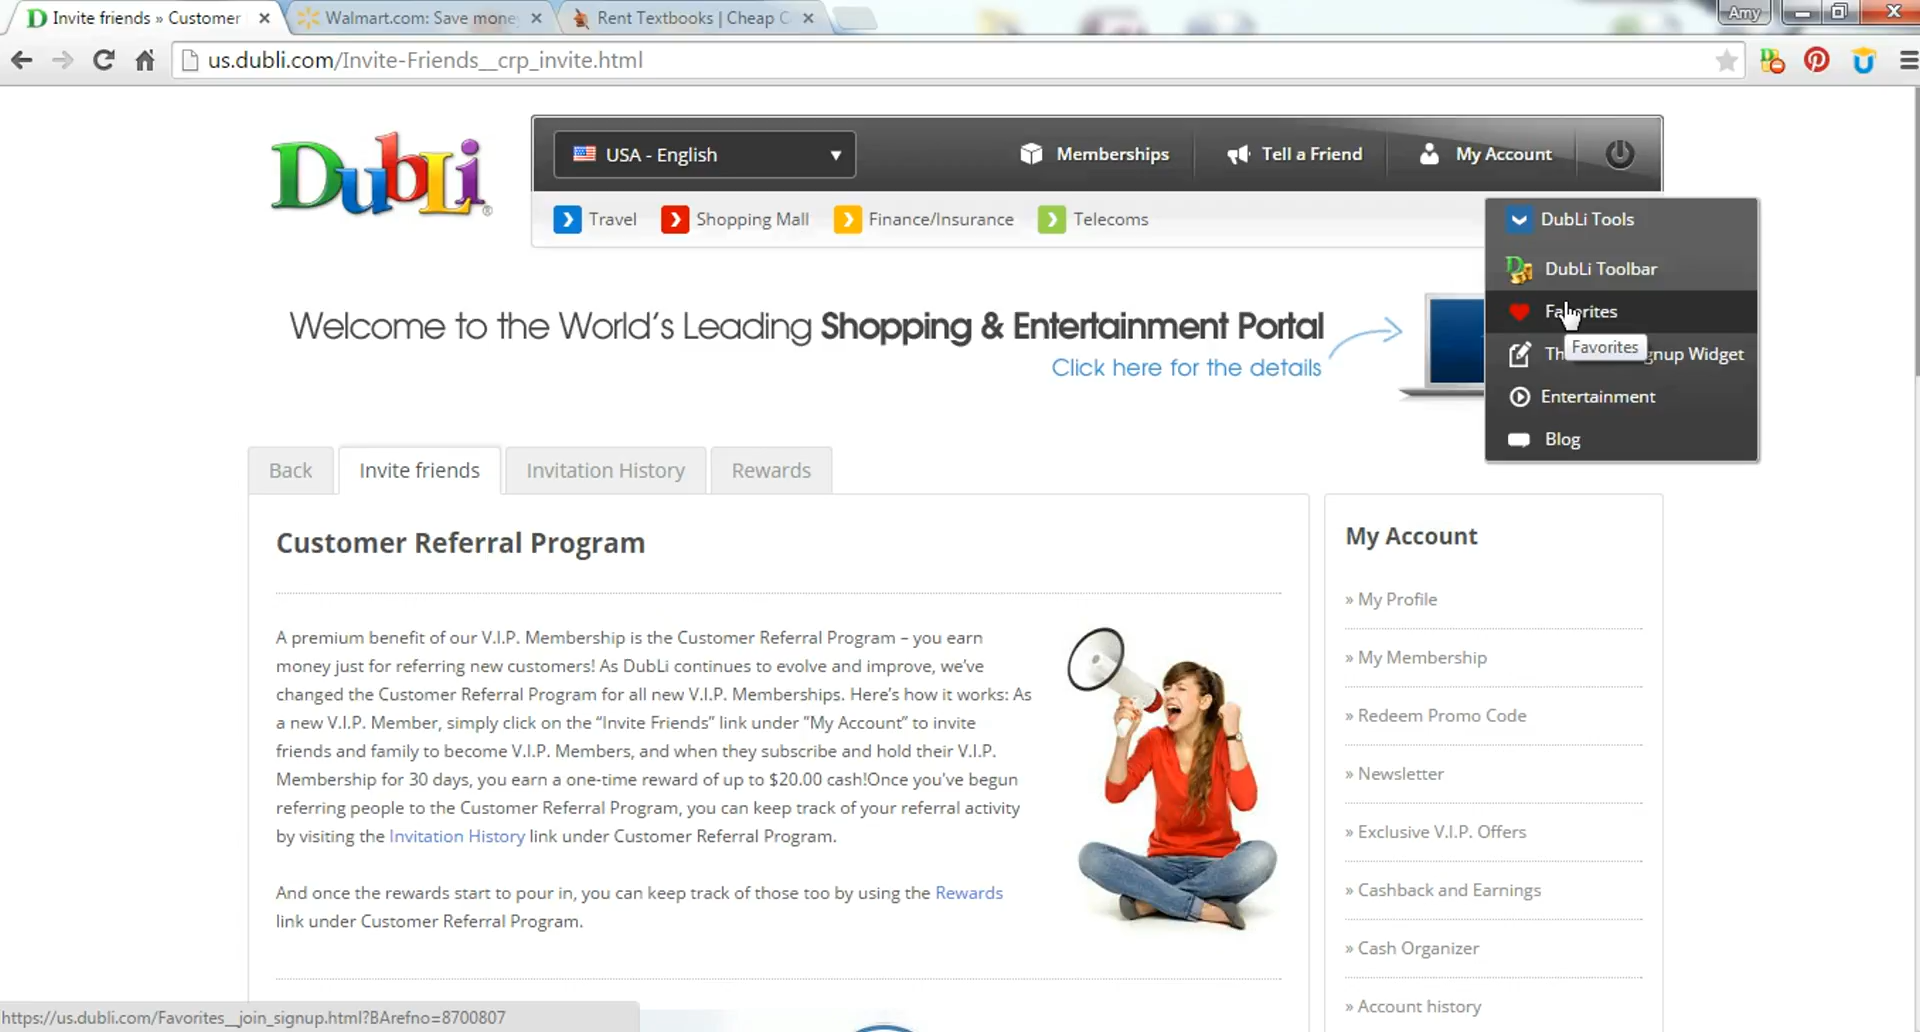 Invite friends » Customer
Walmart.com: Save mone
Rent Textbooks | Cheap C
Amy
us.dubli.com/Invite-Friends__crp_invite.html
DubLi
USA - English
Memberships
Tell a Friend
My Account
Travel
Shopping Mall
Finance/Insurance
Telecoms
DubLi Tools
DubLi Toolbar
Favorites
Favorites
nup Widget
Entertainment
Blog
Welcome to the World's Leading Shopping & Entertainment Portal
Click here for the details
Back
Invite friends
Invitation History
Rewards
Customer Referral Program
A premium benefit of our V.I.P. Membership is the Customer Referral Program – you earn
money just for referring new customers! As DubLi continues to evolve and improve, we've
changed the Customer Referral Program for all new V.I.P. Memberships. Here's how it works: As
a new V.I.P. Member, simply click on the “Invite Friends” link under "My Account” to invite
friends and family to become V.I.P. Members, and when they subscribe and hold their V.I.P.
Membership for 30 days, you earn a one-time reward of up to $20.00 cash!Once you've begun
referring people to the Customer Referral Program, you can keep track of your referral activity
by visiting the Invitation History link under Customer Referral Program.
And once the rewards start to pour in, you can keep track of those too by using the Rewards
link under Customer Referral Program.
My Account
» My Profile
» My Membership
» Redeem Promo Code
» Newsletter
» Exclusive V.I.P. Offers
» Cashback and Earnings
» Cash Organizer
» Account history
https://us.dubli.com/Favorites__join_signup.html?BArefno=8700807